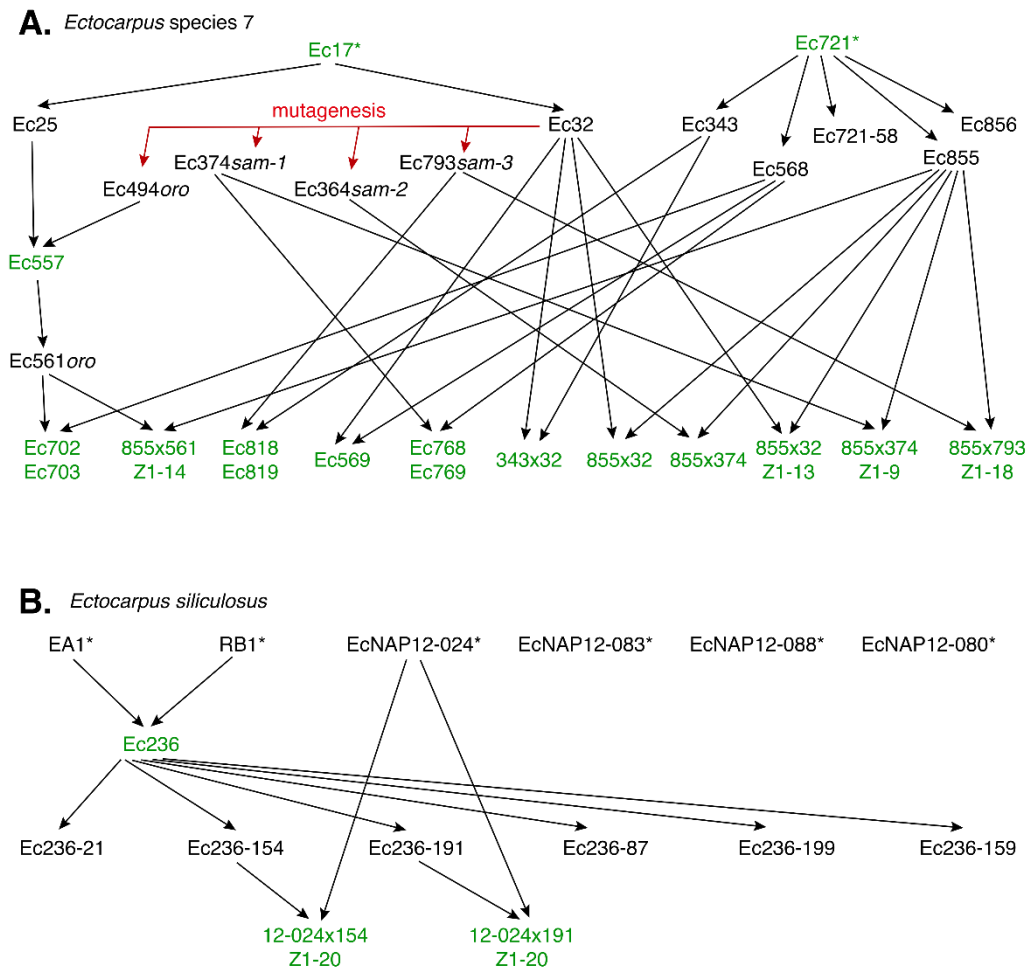 A. Ectocarpus species 7
Ec17*
Ec721*
mutagenesis
Ec25
Ec32
Ec343
Ec721-58
Ec856
Ec374sam-1
Ec793sam-3
Ec855
Ec494oro
Ec364sam-2
Ec568
Ec557
Ec561oro
Ec702
Ec703
855x561
Z1-14
Ec818
Ec819
Ec569
Ec768
Ec769
343x32
855x32
855x374
855x32
Z1-13
855x374
Z1-9
855x793
Z1-18
B. Ectocarpus siliculosus
EA1*
RB1*
EcNAP12-024*
EcNAP12-083*
EcNAP12-088*
EcNAP12-080*
Ec236
Ec236-21
Ec236-154
Ec236-191
Ec236-87
Ec236-199
Ec236-159
12-024x154
Z1-20
12-024x191
Z1-20